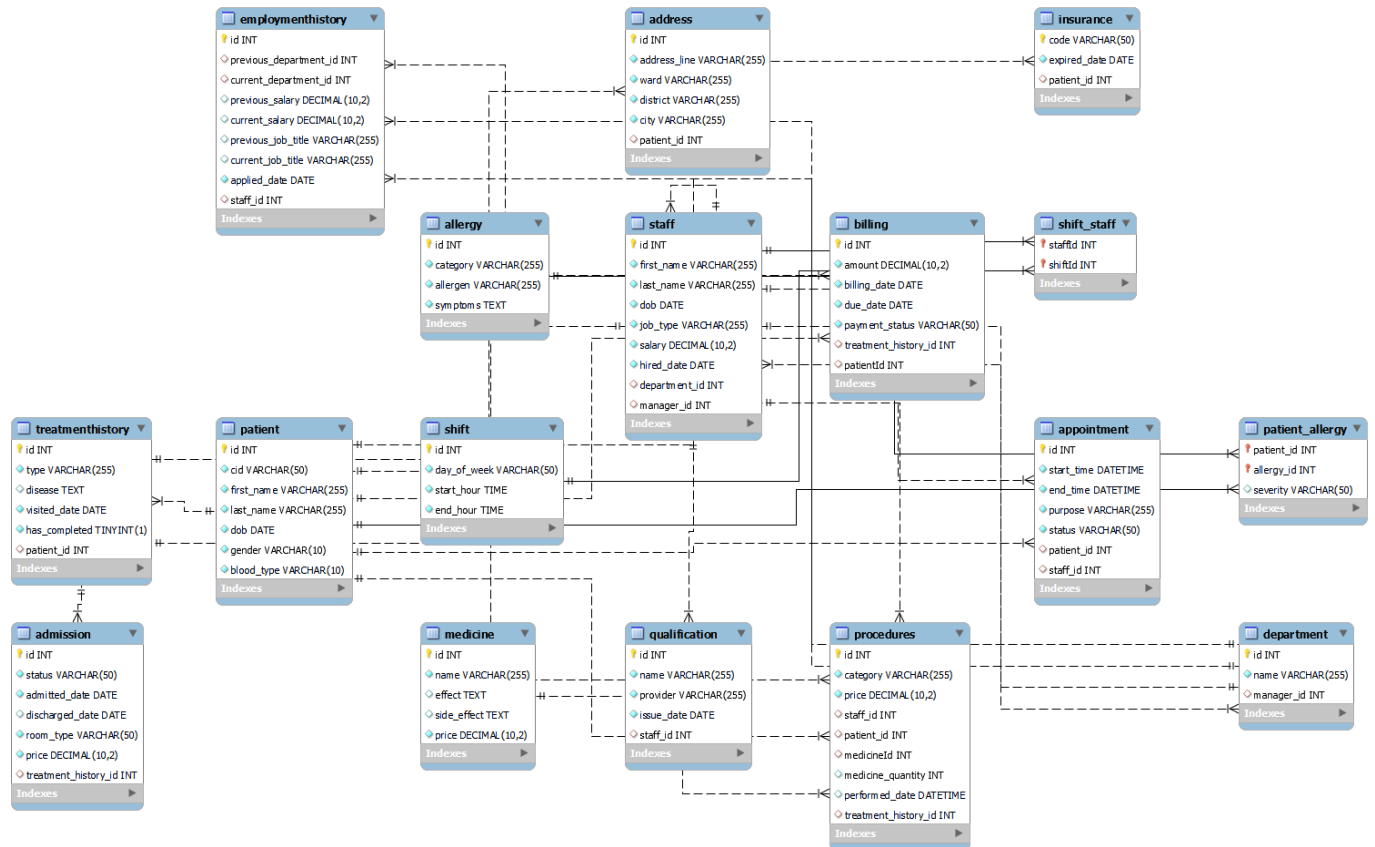 employmenthistory
id INT
previous_department_id INT
current_department_id INT
previous_salary DECIMAL(10,2)
current_salary DECIMAL(10,2)
previous_job_title VARCHAR(255)
current_job_title VARCHAR(255)
applied_date DATE
staff_id INT
Indexes
address
id INT
address_line VARCHAR(255)
ward VARCHAR(255)
district VARCHAR(255)
city VARCHAR(255)
patient_id INT
Indexes
insurance
code VARCHAR(50)
expired_date DATE
patient_id INT
Indexes
allergy
id INT
category VARCHAR(255)
allergen VARCHAR(255)
symptoms TEXT
Indexes
staff
id INT
first_name VARCHAR(255)
last_name VARCHAR(255)
dob DATE
job_type VARCHAR(255)
salary DECIMAL(10,2)
hired_date DATE
department_id INT
manager_id INT
Indexes
billing
id INT
amount DECIMAL(10,2)
billing_date DATE
due_date DATE
payment_status VARCHAR(50)
treatment_history_id INT
patientId INT
Indexes
shift_staff
staffId INT
shiftId INT
Indexes
treatmenthistory
id INT
type VARCHAR(255)
disease TEXT
visited_date DATE
has_completed TINYINT(1)
patient_id INT
Indexes
patient
id INT
cid VARCHAR(50)
first_name VARCHAR(255)
last_name VARCHAR(255)
dob DATE
gender VARCHAR(10)
blood_type VARCHAR(10)
Indexes
shift
id INT
day_of_week VARCHAR(50)
start_hour TIME
end_hour TIME
Indexes
appointment
id INT
start_time DATETIME
end_time DATETIME
purpose VARCHAR(255)
status VARCHAR(50)
patient_id INT
staff_id INT
Indexes
patient_allergy
patient_id INT
allergy_id INT
severity VARCHAR(50)
Indexes
admission
id INT
status VARCHAR(50)
admitted_date DATE
discharged_date DATE
room_type VARCHAR(50)
price DECIMAL(10,2)
treatment_history_id INT
Indexes
medicine
id INT
name VARCHAR(255)
effect TEXT
side_effect TEXT
price DECIMAL(10,2)
Indexes
qualification
id INT
name VARCHAR(255)
provider VARCHAR(255)
issue_date DATE
staff_id INT
Indexes
procedures
id INT
category VARCHAR(255)
price DECIMAL(10,2)
staff_id INT
patient_id INT
medicineId INT
medicine_quantity INT
performed_date DATETIME
treatment_history_id INT
Indexes
department
id INT
name VARCHAR(255)
manager_id INT
Indexes